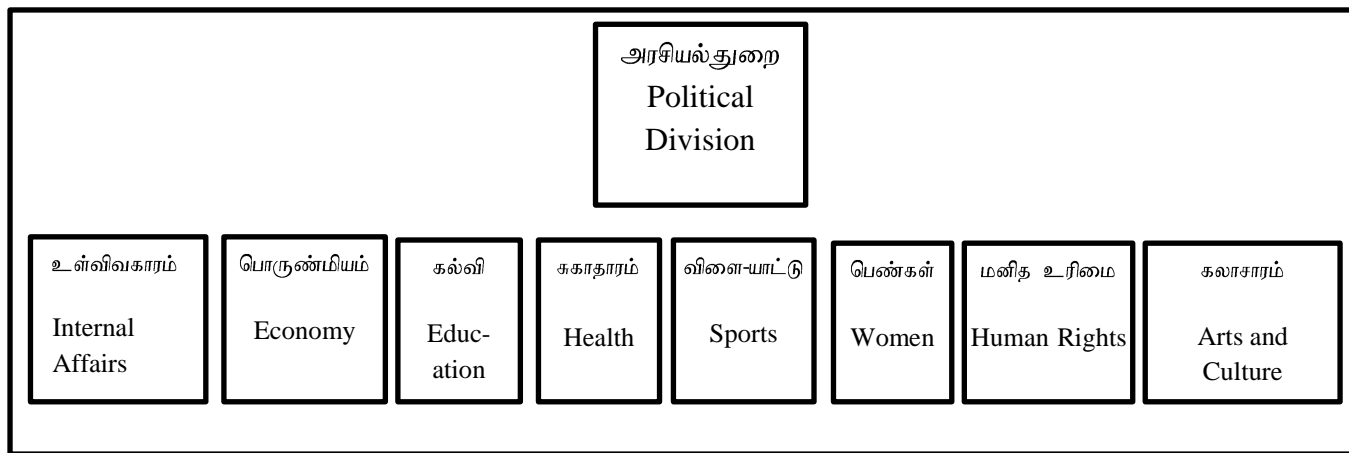 அரசியல்துறை
Political
Division
உள்விவகாரம்
Internal
Affairs
பொருண்மியம்
Economy
கல்வி
Educ-
ation
சுகாதாரம்
Health
விளை-யாட்டு
Sports
பெண்கள்
Women
மனித உரிமை
Human Rights
கலாசாரம்
Arts and
Culture